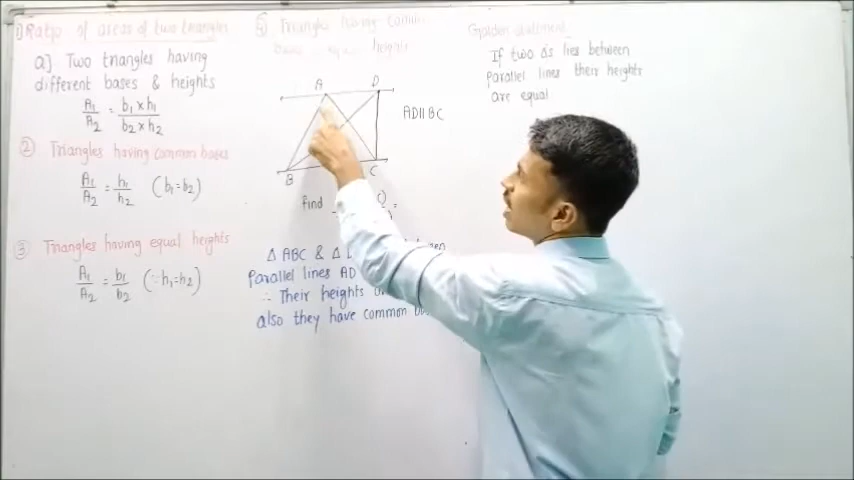 ① Ratio of areas of two triangles
a] Two triangles having
different bases & heights
A1/A2 = b1 x h1 / b2 x h2
② Triangles having common bases
A1/A2 = h1/h2 (b1 = b2)
③ Triangles having equal heights
A1/A2 = b1/b2 (∵ h1 = h2)
Triangles having common
base equal heights
A D
AD || BC
B C
find
Δ ABC & Δ
Parallel lines AD
∴ Their heights
also they have common
Golden statement
If two Δs lies between
parallel lines their heights
are equal